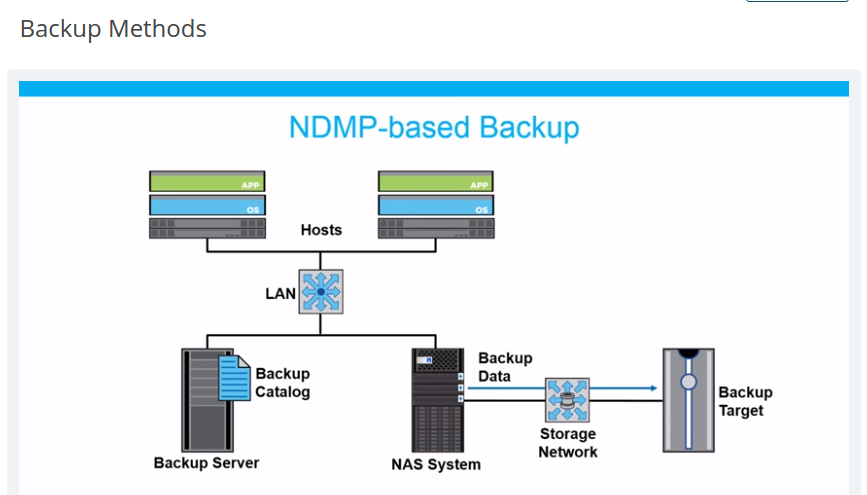 Backup Methods
NDMP-based Backup
APP
APP
OS
OS
Hosts
LAN
Backup
Catalog
Backup
Data
Backup
Target
Storage
Network
Backup Server
NAS System